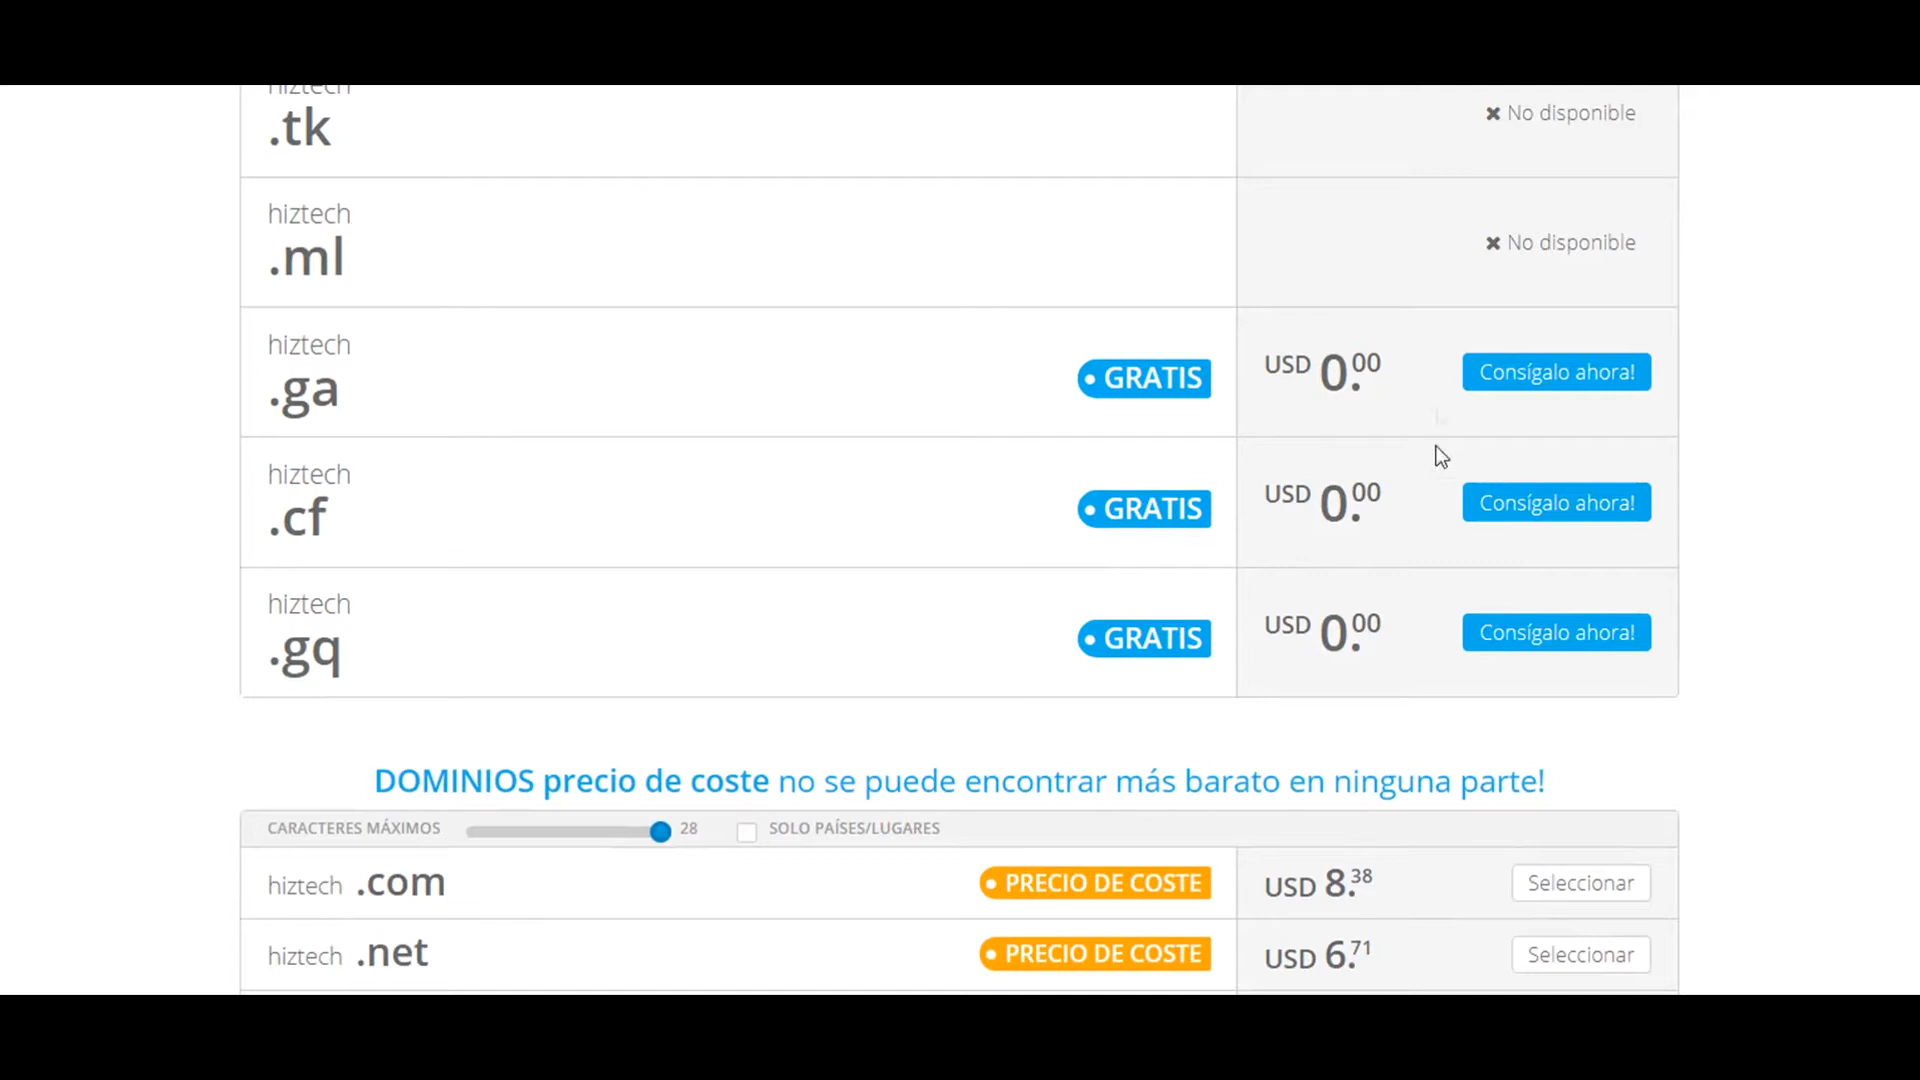 hiztech
.tk
✖ No disponible
hiztech
.ml
✖ No disponible
hiztech
.ga
GRATIS
USD 0.00
Consígalo ahora!
hiztech
.cf
GRATIS
USD 0.00
Consígalo ahora!
hiztech
.gq
GRATIS
USD 0.00
Consígalo ahora!
DOMINIOS precio de coste no se puede encontrar más barato en ninguna parte!
CARACTERES MÁXIMOS 28 SOLO PAÍSES/LUGARES
hiztech .com PRECIO DE COSTE USD 8.38 Seleccionar
hiztech .net PRECIO DE COSTE USD 6.71 Seleccionar